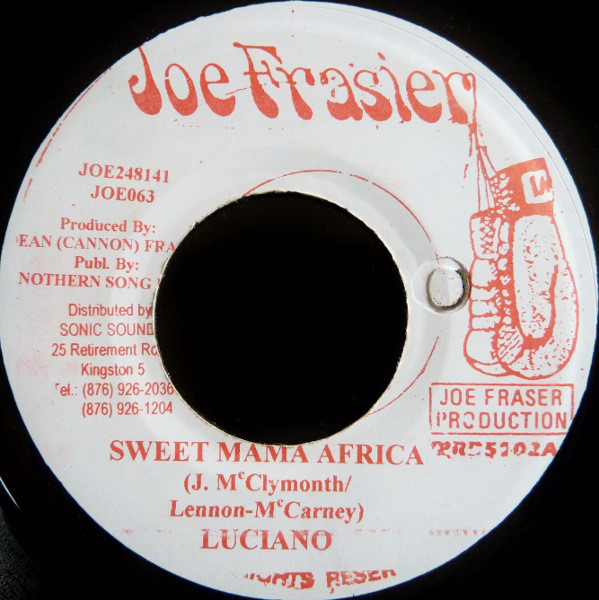 Joe Frasier
JOE248141
JOE063
Produced By:
EAN (CANNON) FRA
Publ. By:
NOTHERN SONG
Distributed by
SONIC SOUND
25 Retirement Ro
Kingston 5
Tel.: (876) 926-2036
(876) 926-1204
JOE FRASER
PRODUCTION
SWEET MAMA AFRICA
(J. McClymonth/
Lennon-McCarney)
LUCIANO
RIGHTS RESER